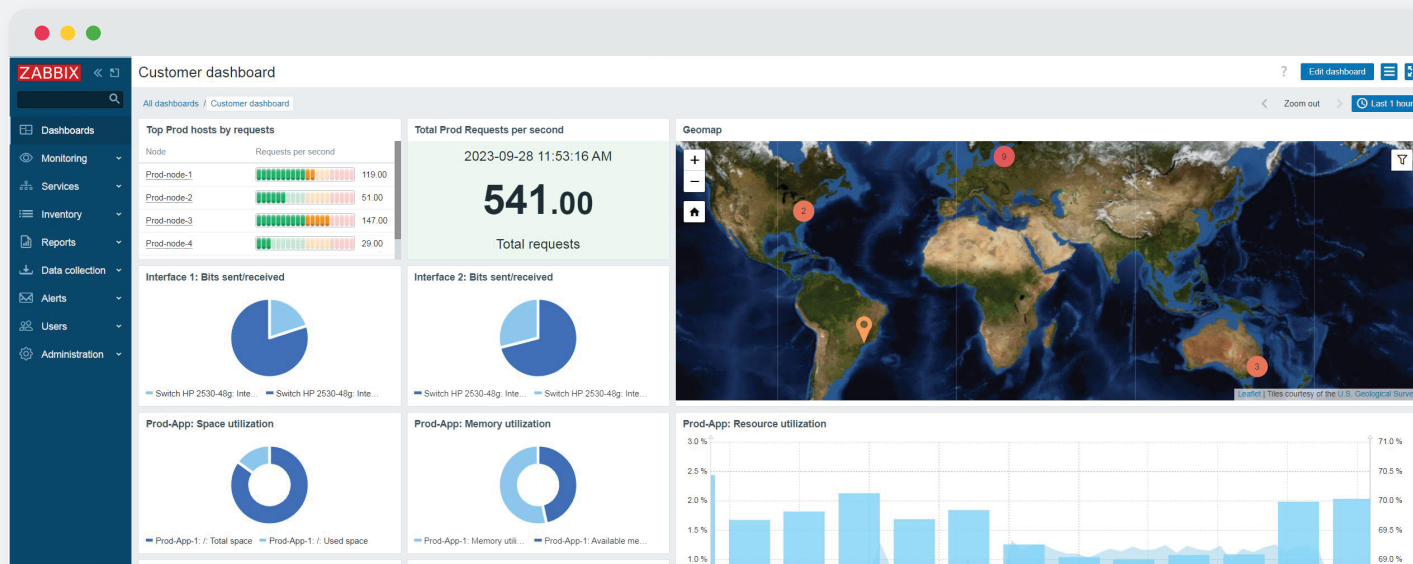 ZABBIX
Customer dashboard
? Edit dashboard
All dashboards / Customer dashboard
Zoom out
Last 1 hour
Dashboards
Monitoring
Services
Inventory
Reports
Data collection
Alerts
Users
Administration
Top Prod hosts by requests
Node Requests per second
Prod-node-1 119.00
Prod-node-2 51.00
Prod-node-3 147.00
Prod-node-4 29.00
Total Prod Requests per second
2023-09-28 11:53:16 AM
541.00
Total requests
Geomap
+
−
9
2
3
Leaflet | Tiles courtesy of the U.S. Geological Surve
Interface 1: Bits sent/received
Switch HP 2530-48g: Inte... Switch HP 2530-48g: Inte...
Interface 2: Bits sent/received
Switch HP 2530-48g: Inte... Switch HP 2530-48g: Inte...
Prod-App: Space utilization
Prod-App-1: /: Total space Prod-App-1: /: Used space
Prod-App: Memory utilization
Prod-App-1: Memory utili... Prod-App-1: Available me...
Prod-App: Resource utilization
3.0 % 71.0 %
2.5 % 70.5 %
2.0 % 70.0 %
1.5 % 69.5 %
1.0 % 69.0 %